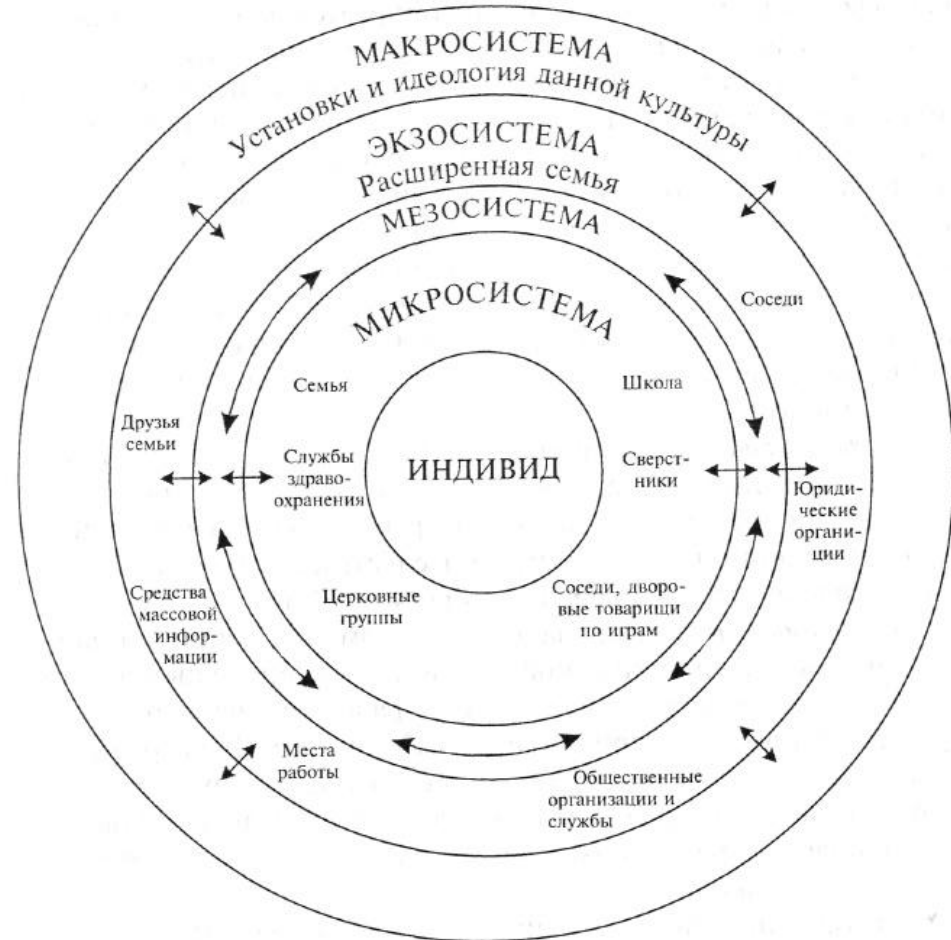 МАКРОСИСТЕМА
Установки и идеология данной культуры
ЭКЗОСИСТЕМА
Расширенная семья
МЕЗОСИСТЕМА
МИКРОСИСТЕМА
Соседи
Семья
Школа
Друзья
семьи
Службы
здраво-
охранения
ИНДИВИД
Сверст-
ники
Юриди-
ческие
органи-
ции
Средства
массовой
инфор-
мации
Церковные
группы
Соседи, дворо-
вые товарищи
по играм
Места
работы
Общественные
организации и
службы